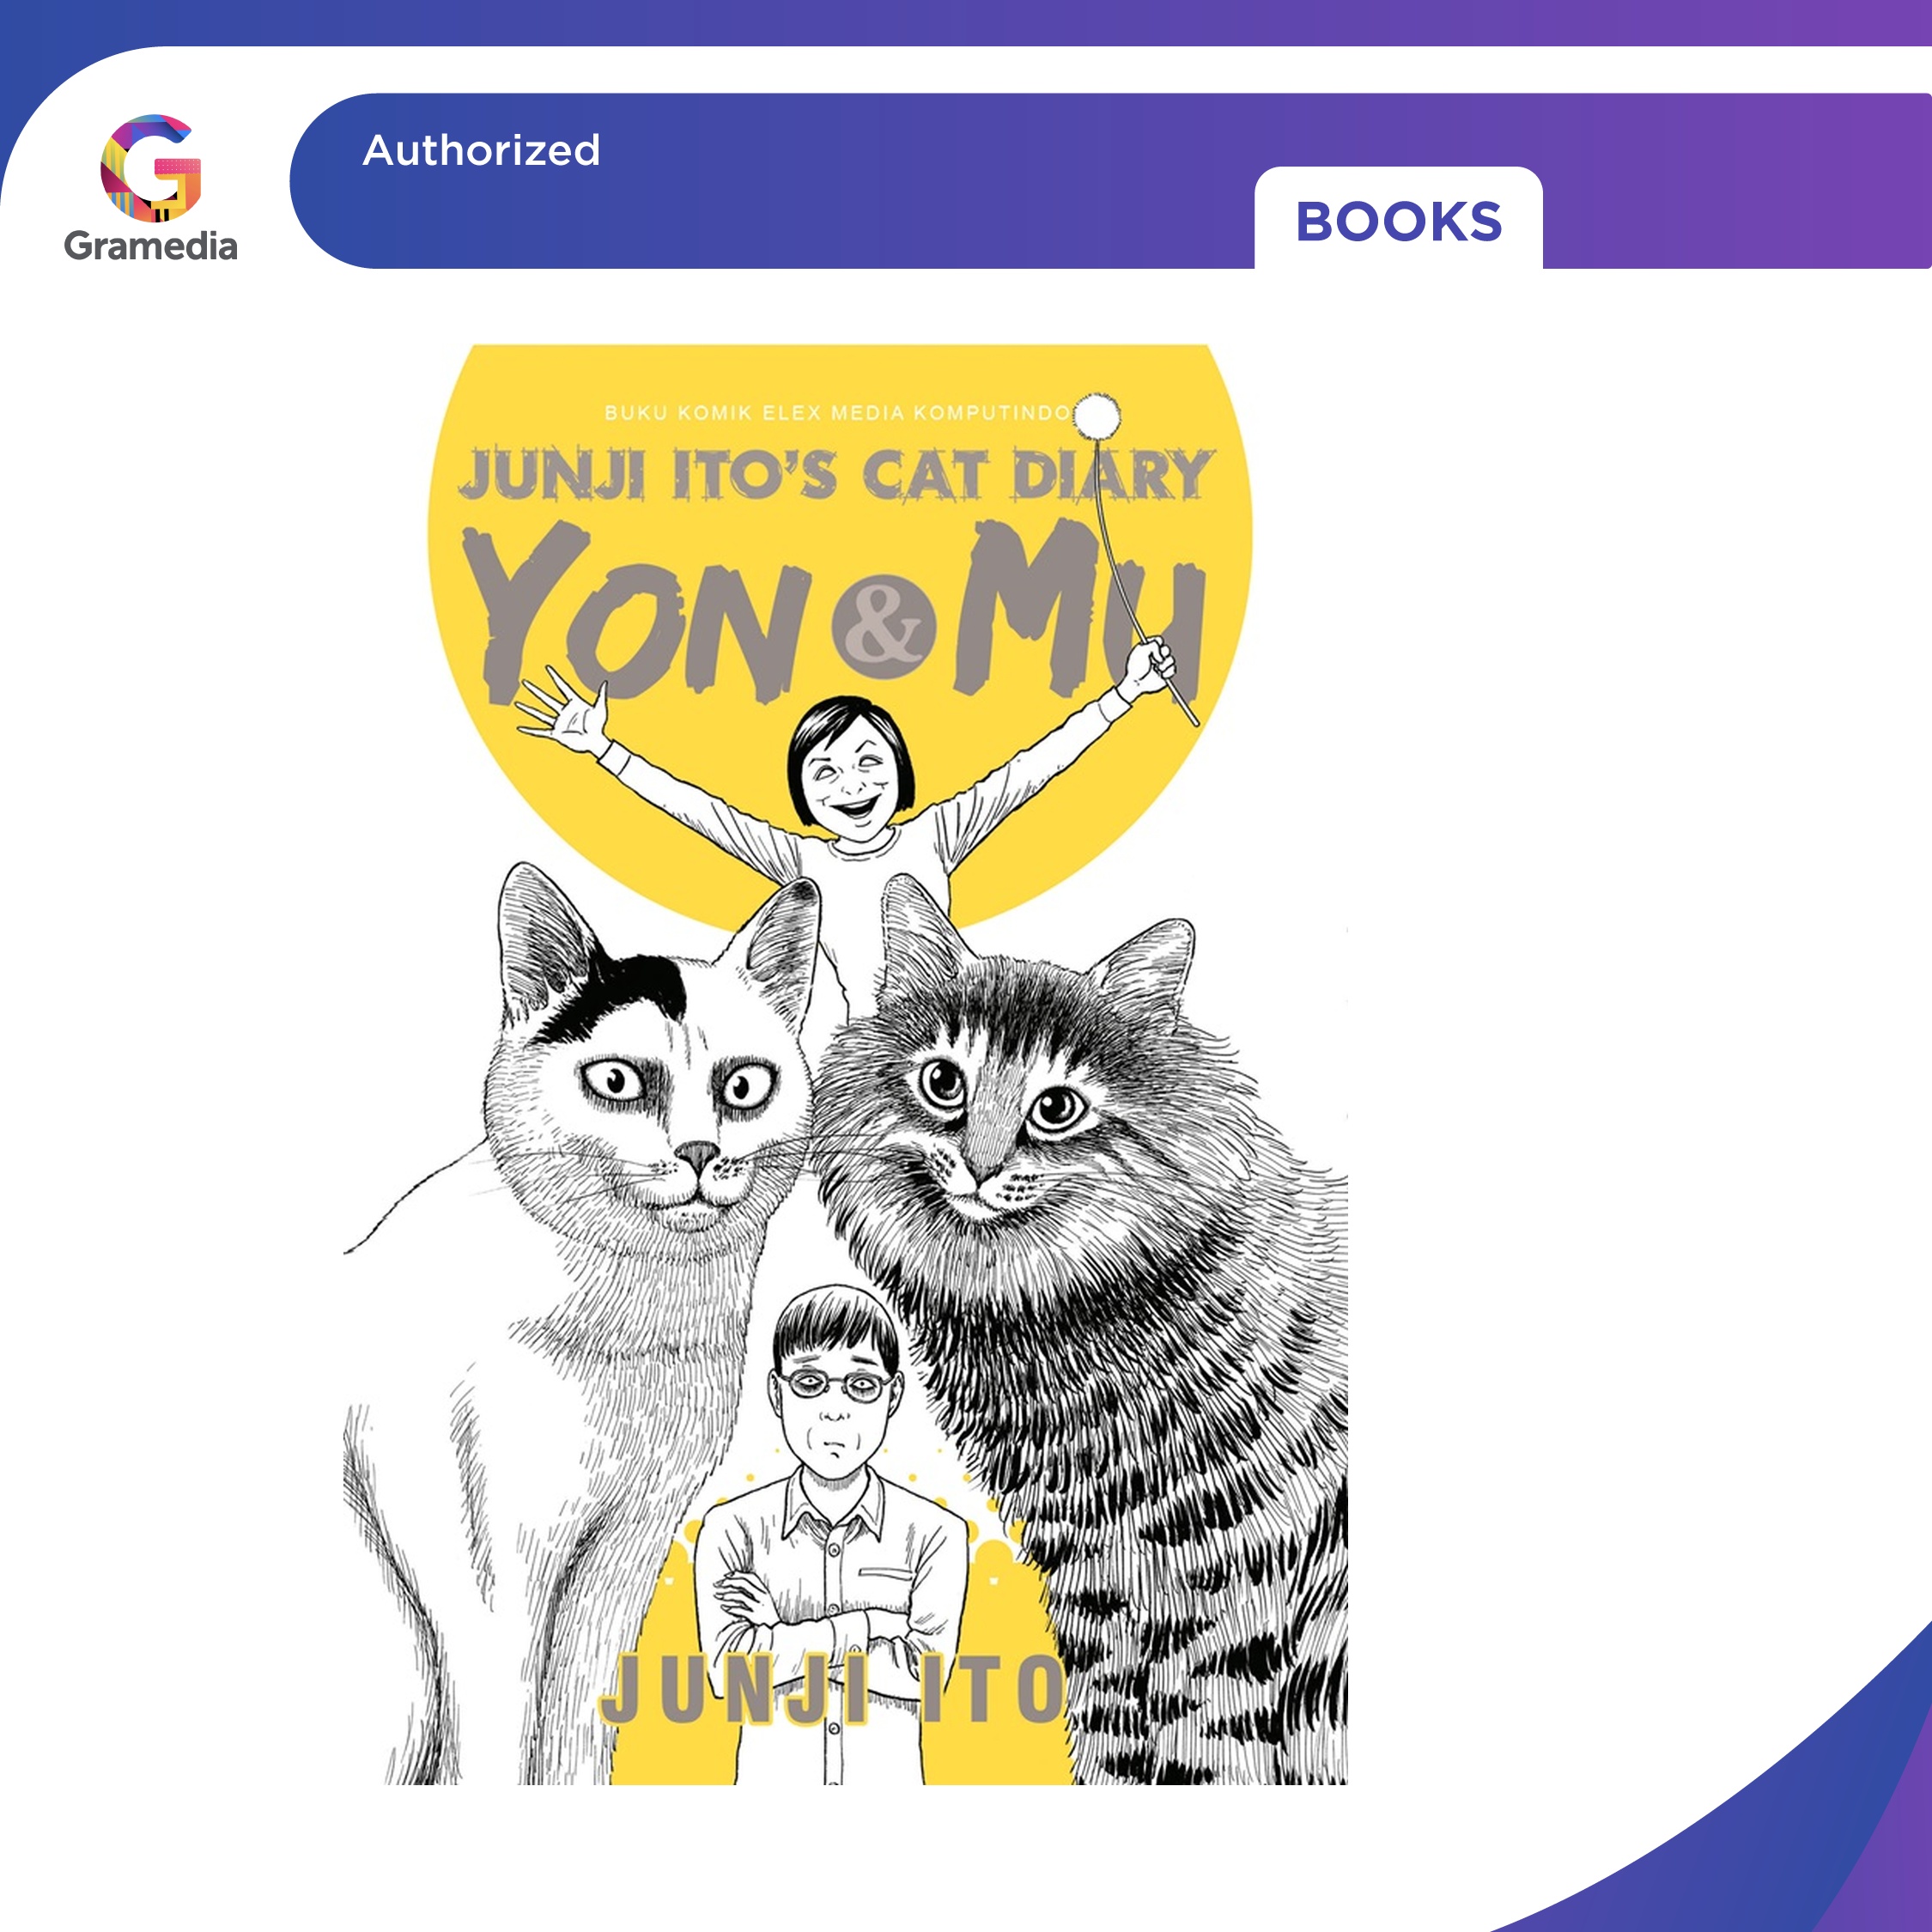 Authorized
Gramedia
BOOKS
BUKU KOMIK ELEX MEDIA KOMPUTINDO
JUNJI ITO'S CAT DIARY
YON & MU
JUNJI ITO